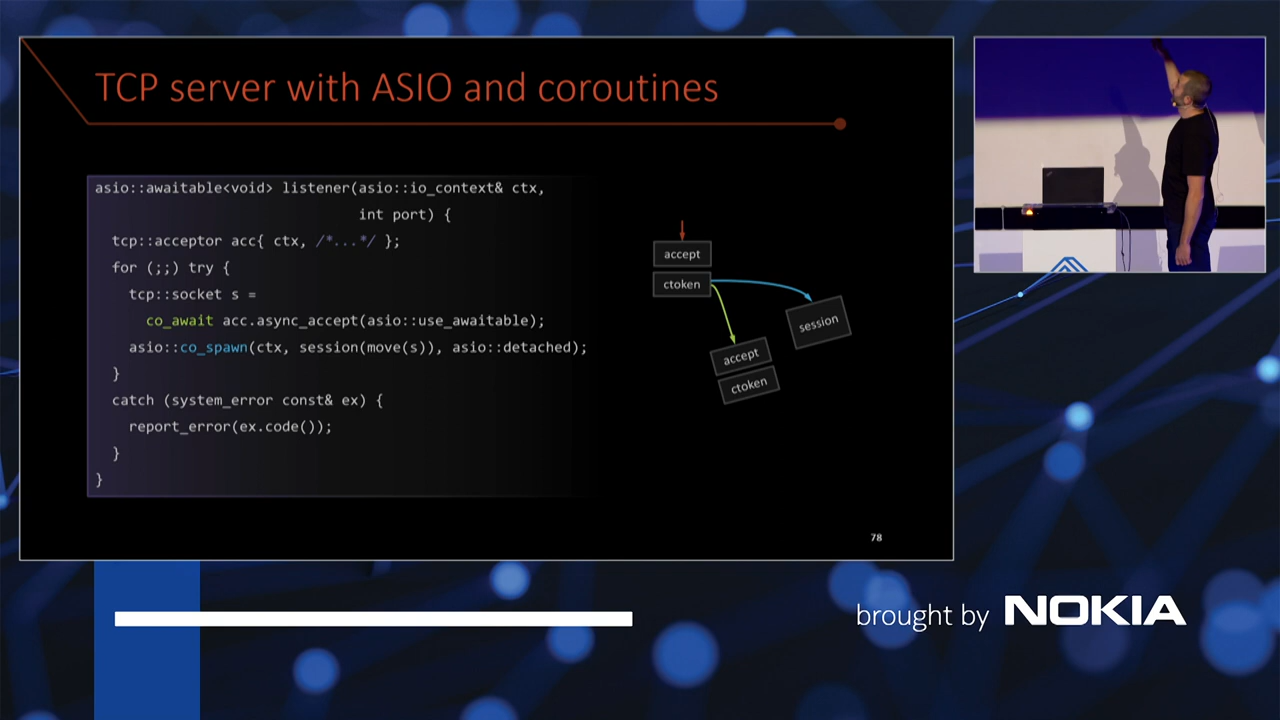 TCP server with ASIO and coroutines
asio::awaitable<void> listener(asio::io_context& ctx,
int port) {
tcp::acceptor acc{ ctx, /*...*/ };
for (;;) try {
tcp::socket s =
co_await acc.async_accept(asio::use_awaitable);
asio::co_spawn(ctx, session(move(s)), asio::detached);
}
catch (system_error const& ex) {
report_error(ex.code());
}
}
accept
ctoken
session
accept
ctoken
78
brought by NOKIA